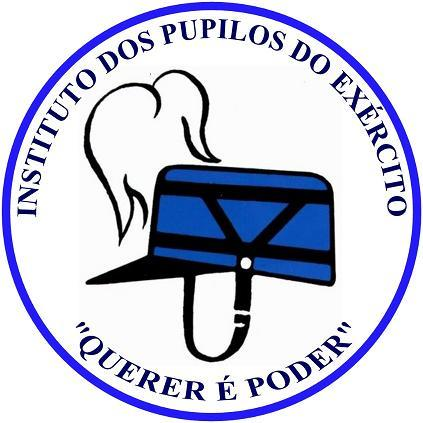 INSTITUTO DOS PUPILOS DO EXÉRCITO
"QUERER É PODER"